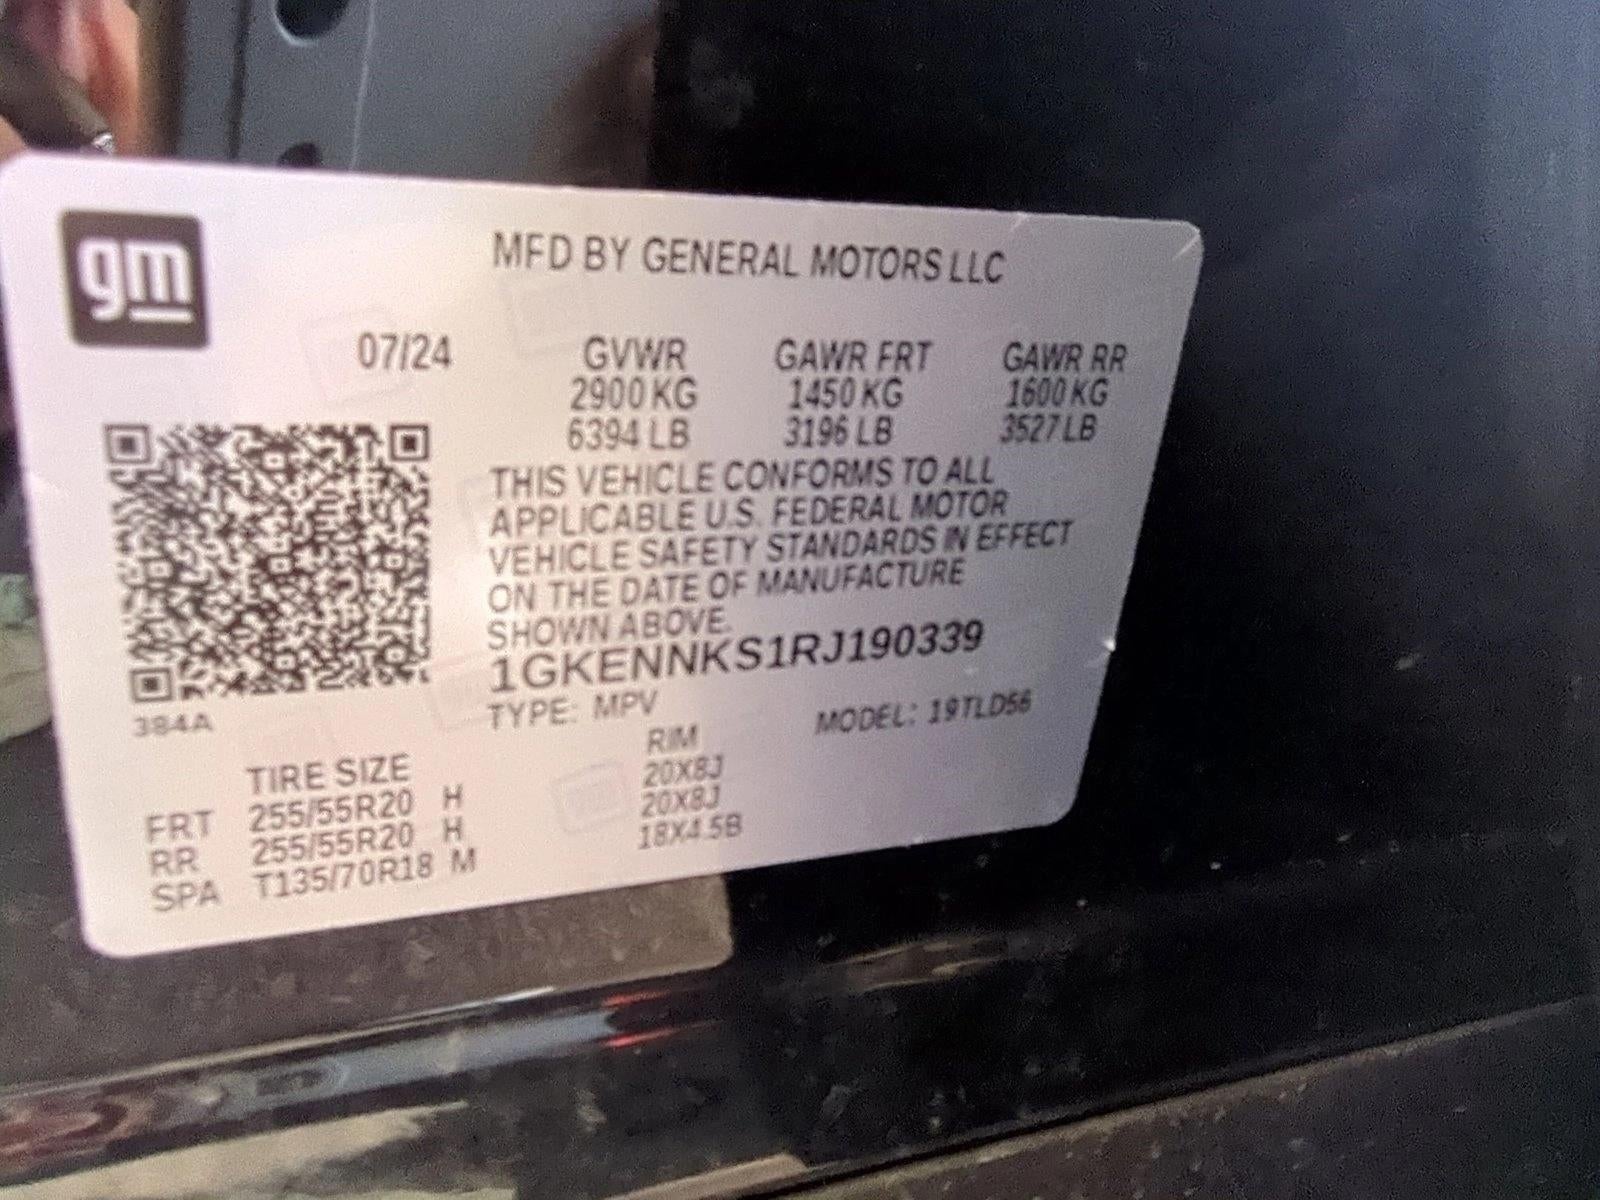 gm
MFD BY GENERAL MOTORS LLC
07/24 GVWR GAWR FRT GAWR RR
2900 KG 1450 KG 1600 KG
6394 LB 3196 LB 3527 LB
THIS VEHICLE CONFORMS TO ALL
APPLICABLE U.S. FEDERAL MOTOR
VEHICLE SAFETY STANDARDS IN EFFECT
ON THE DATE OF MANUFACTURE
SHOWN ABOVE.
1GKENNKS1RJ190339
384A
TYPE: MPV MODEL: 19TLD56
TIRE SIZE RIM
FRT 255/55R20 H 20X8J
RR 255/55R20 H 20X8J
SPA T135/70R18 M 18X4.5B